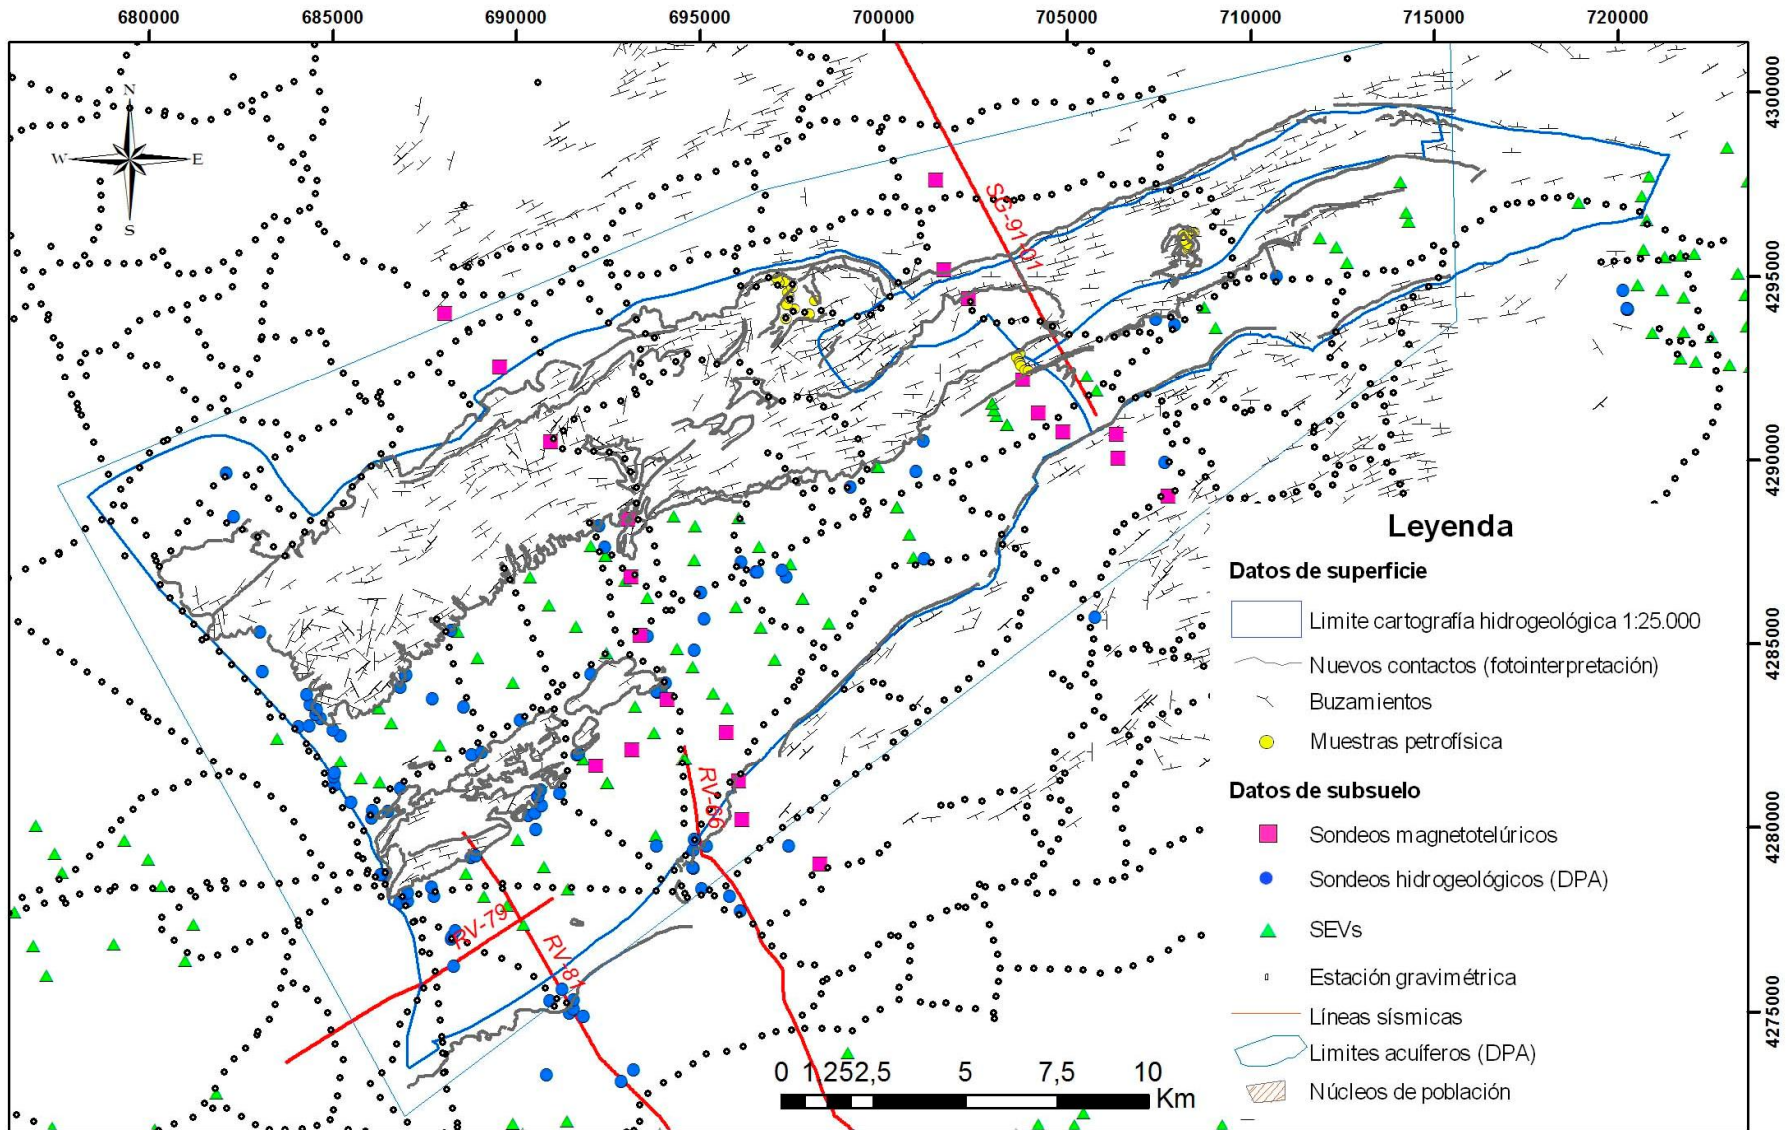 680000 685000 690000 695000 700000 705000 710000 715000 720000
4300000
4295000
4290000
4285000
4280000
4275000
N
W E
S
SG-91-01
RV-66
RV-79
RV-81
Leyenda
Datos de superficie
Limite cartografía hidrogeológica 1:25.000
Nuevos contactos (fotointerpretación)
Buzamientos
Muestras petrofísica
Datos de subsuelo
Sondeos magnetotelúricos
Sondeos hidrogeológicos (DPA)
SEVs
Estación gravimétrica
Líneas sísmicas
Limites acuíferos (DPA)
Núcleos de población
0 1,252,5 5 7,5 10
Km